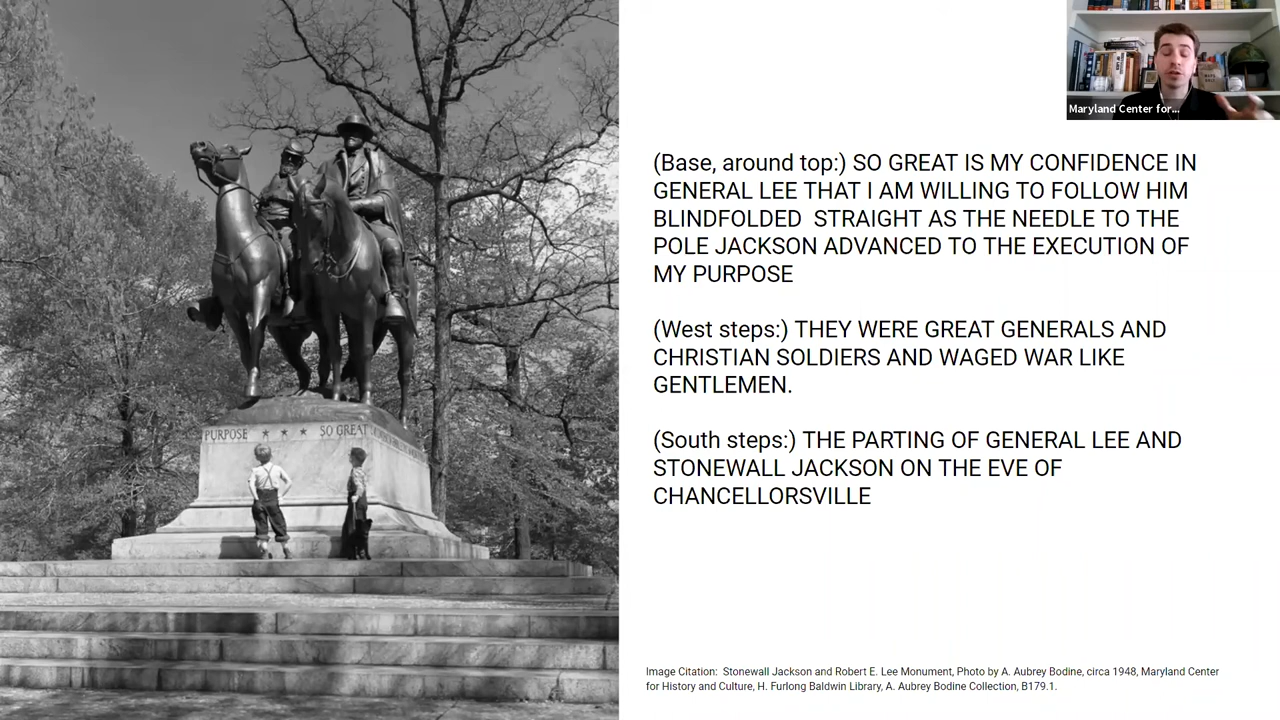 Maryland Center for...
(Base, around top:) SO GREAT IS MY CONFIDENCE IN
GENERAL LEE THAT I AM WILLING TO FOLLOW HIM
BLINDFOLDED  STRAIGHT AS THE NEEDLE TO THE
POLE JACKSON ADVANCED TO THE EXECUTION OF
MY PURPOSE
(West steps:) THEY WERE GREAT GENERALS AND
CHRISTIAN SOLDIERS AND WAGED WAR LIKE
GENTLEMEN.
(South steps:) THE PARTING OF GENERAL LEE AND
STONEWALL JACKSON ON THE EVE OF
CHANCELLORSVILLE
PURPOSE ★ ★ ★ SO GREAT
Image Citation:  Stonewall Jackson and Robert E. Lee Monument, Photo by A. Aubrey Bodine, circa 1948, Maryland Center
for History and Culture, H. Furlong Baldwin Library, A. Aubrey Bodine Collection, B179.1.